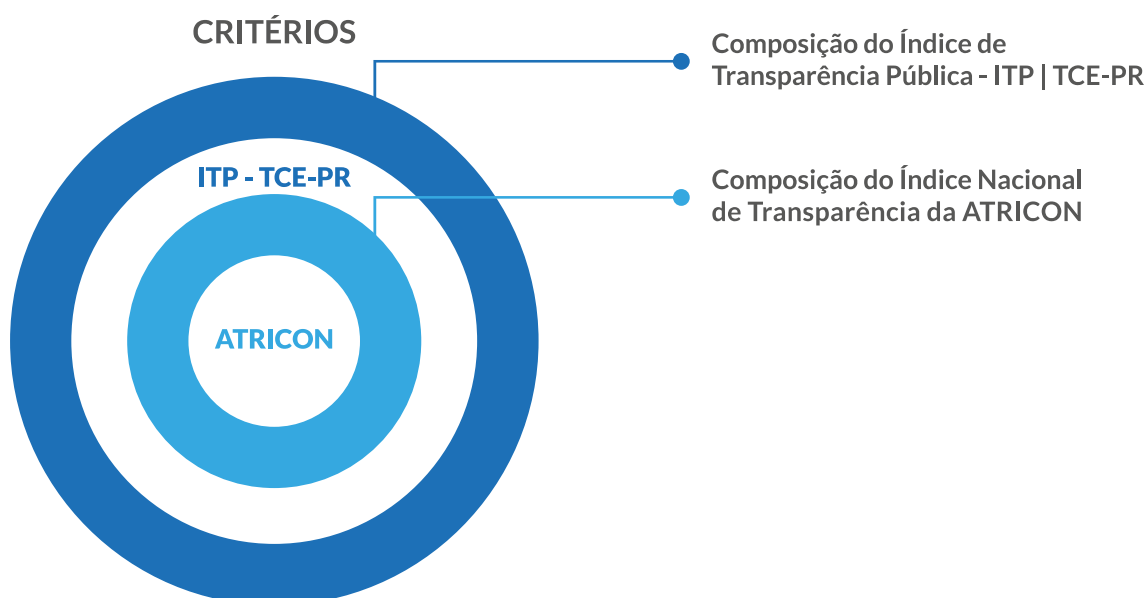 CRITÉRIOS
Composição do Índice de
Transparência Pública - ITP | TCE-PR
ITP - TCE-PR
Composição do Índice Nacional
de Transparência da ATRICON
ATRICON